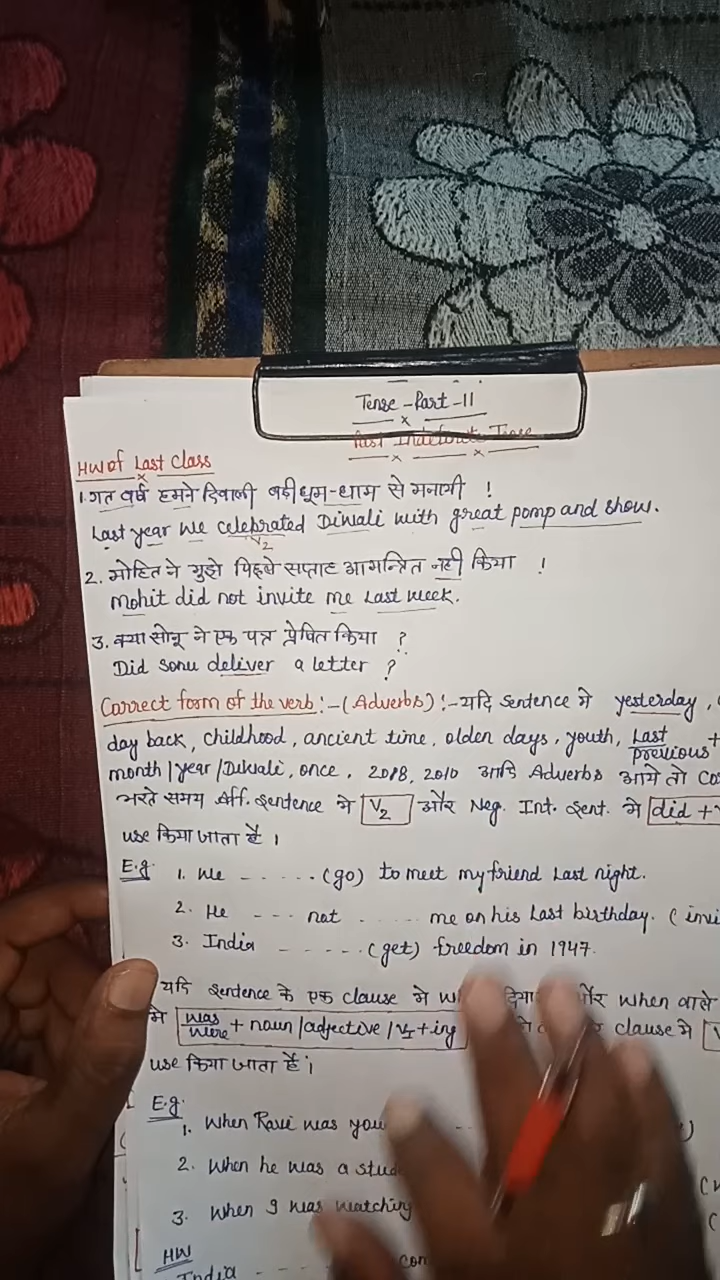 Tense - Part - II
Past Indefinite Tense
HW of Last Class
1. गत वर्ष हमने दिवाली बड़ी धूम-धाम से मनायी !
Last year we celebrated Diwali with great pomp and show.
V2
2. मोहित ने मुझे पिछ्ले सप्ताह आमन्त्रित नही किया !
Mohit did not invite me last week.
3. क्या सोनू ने एक पत्र प्रेषित किया ?
Did sonu deliver a letter ?
Correct form of the verb :- (Adverbs) :- यदि sentence मे yesterday,
day back, childhood, ancient time, olden days, youth, Last/previous +
month / year / Diwali, once, 2018, 2010 आदि Adverbs आये तो
भरते समय Aff. sentence मे V2 और Neg. Int. sent. मे did +
use किया जाता है ।
E.g. 1. We - - - - - (go) to meet my friend last night.
2. He - - - not - - - - me on his last birthday. (
3. India - - - - - - (get) freedom in 1947.
यदि sentence के एक clause मे और when वाले
मे was/were + noun / adjective / V1 + ing clause मे
use किया जाता है ।
E.g.
1. When Ravi was
2. When he was a
3. When I was watching
HW
India - - - -